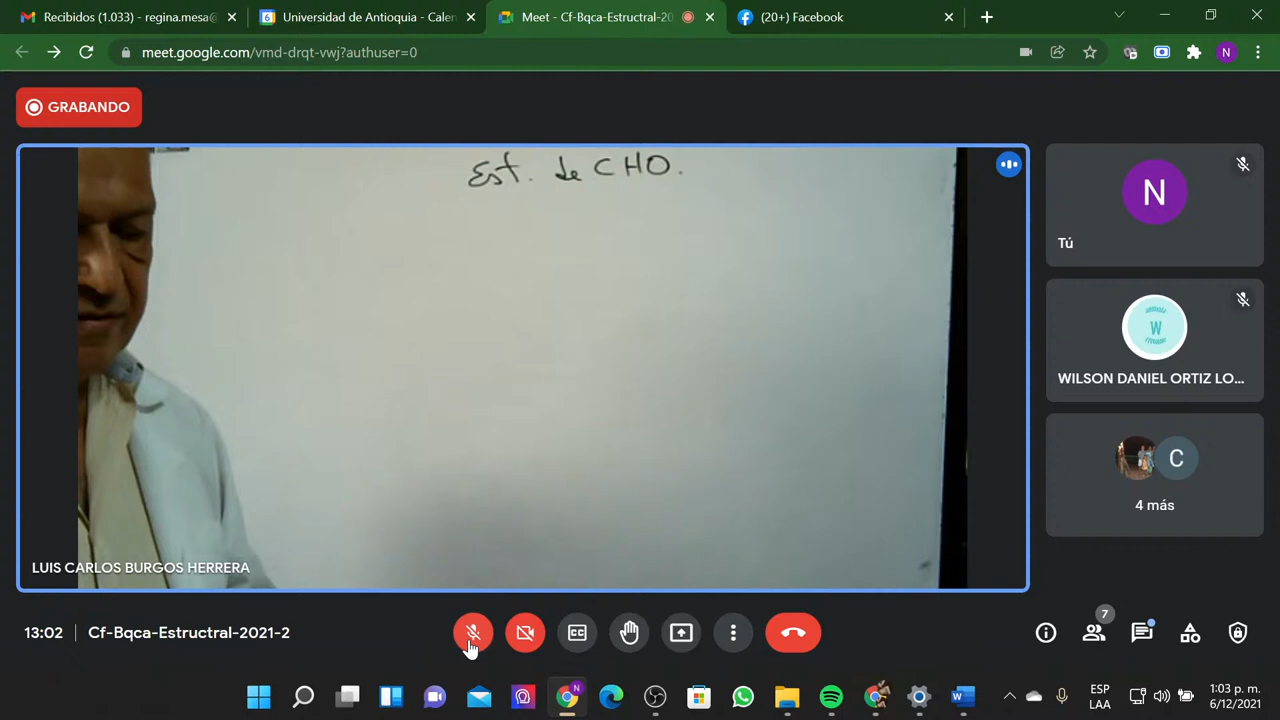 Recibidos (1.033) - regina.mesa@
Universidad de Antioquia - Calen
Meet - Cf-Bqca-Estructral-20
(20+) Facebook
meet.google.com/vmd-drqt-vwj?authuser=0
N
GRABANDO
Est. de CHO.
N
Tú
W
WILSON DANIEL ORTIZ LO...
C
4 más
LUIS CARLOS BURGOS HERRERA
13:02
Cf-Bqca-Estructral-2021-2
CC
7
N
W
ESP
LAA
1:03 p. m.
6/12/2021